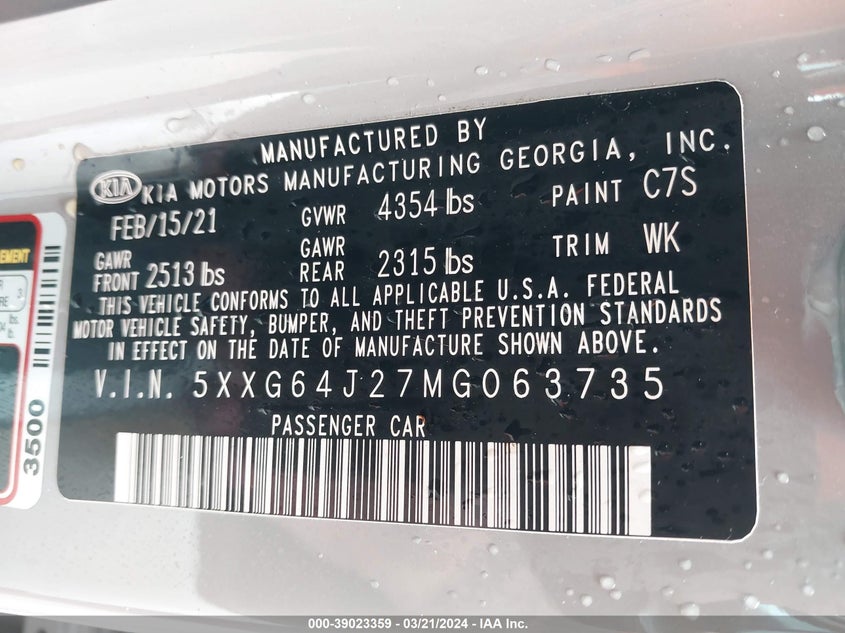 MANUFACTURED BY
KIA KIA MOTORS MANUFACTURING GEORGIA, INC.
FEB/15/21 GVWR 4354 lbs PAINT C7S
GAWR FRONT 2513 lbs GAWR REAR 2315 lbs TRIM WK
THIS VEHICLE CONFORMS TO ALL APPLICABLE U.S.A. FEDERAL
MOTOR VEHICLE SAFETY, BUMPER, AND THEFT PREVENTION STANDARDS
IN EFFECT ON THE DATE OF MANUFACTURE SHOWN ABOVE.
V.I.N. 5XXG64J27MG063735
PASSENGER CAR
3500
000-39023359 - 03/21/2024 - IAA Inc.